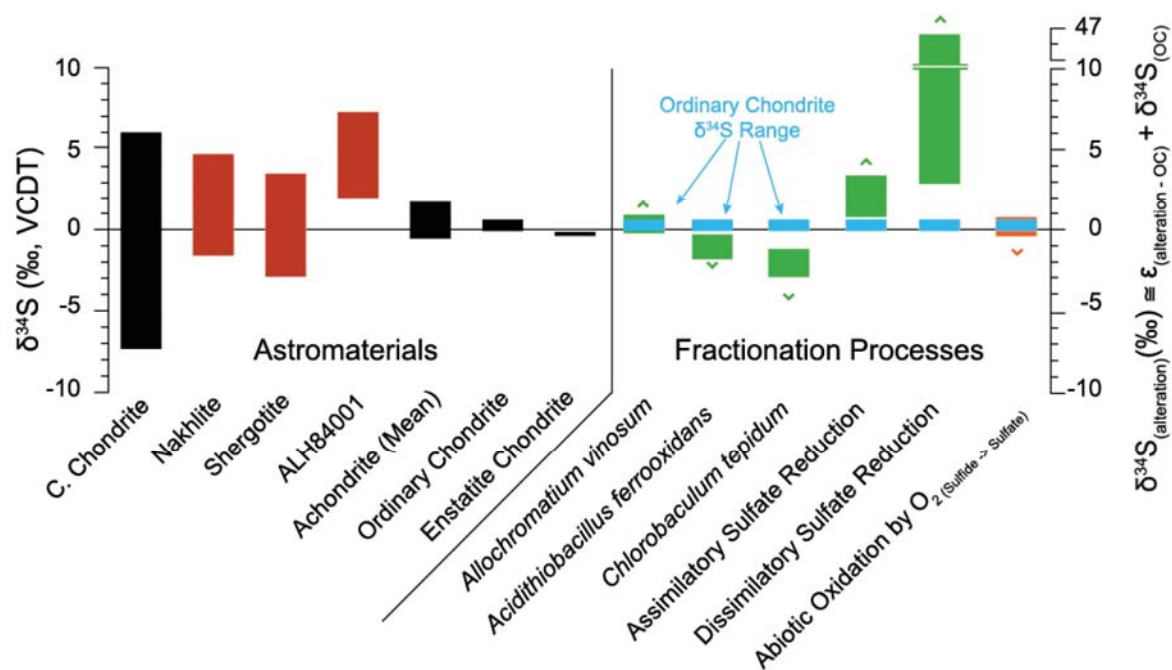 δ³⁴S (‰, VCDT)
10
5
0
-5
-10
Astromaterials
C. Chondrite
Nakhlite
Shergotite
ALH84001
Achondrite (Mean)
Ordinary Chondrite
Enstatite Chondrite
Ordinary Chondrite
δ³⁴S Range
Fractionation Processes
Allochromatium vinosum
Acidithiobacillus ferrooxidans
Chlorobaculum tepidum
Assimilatory Sulfate Reduction
Dissimilatory Sulfate Reduction
Abiotic Oxidation by O₂ (Sulfide -> Sulfate)
47
10
5
0
-5
-10
δ³⁴S(alteration)(‰) ≅ ε(alteration - OC) + δ³⁴S(OC)